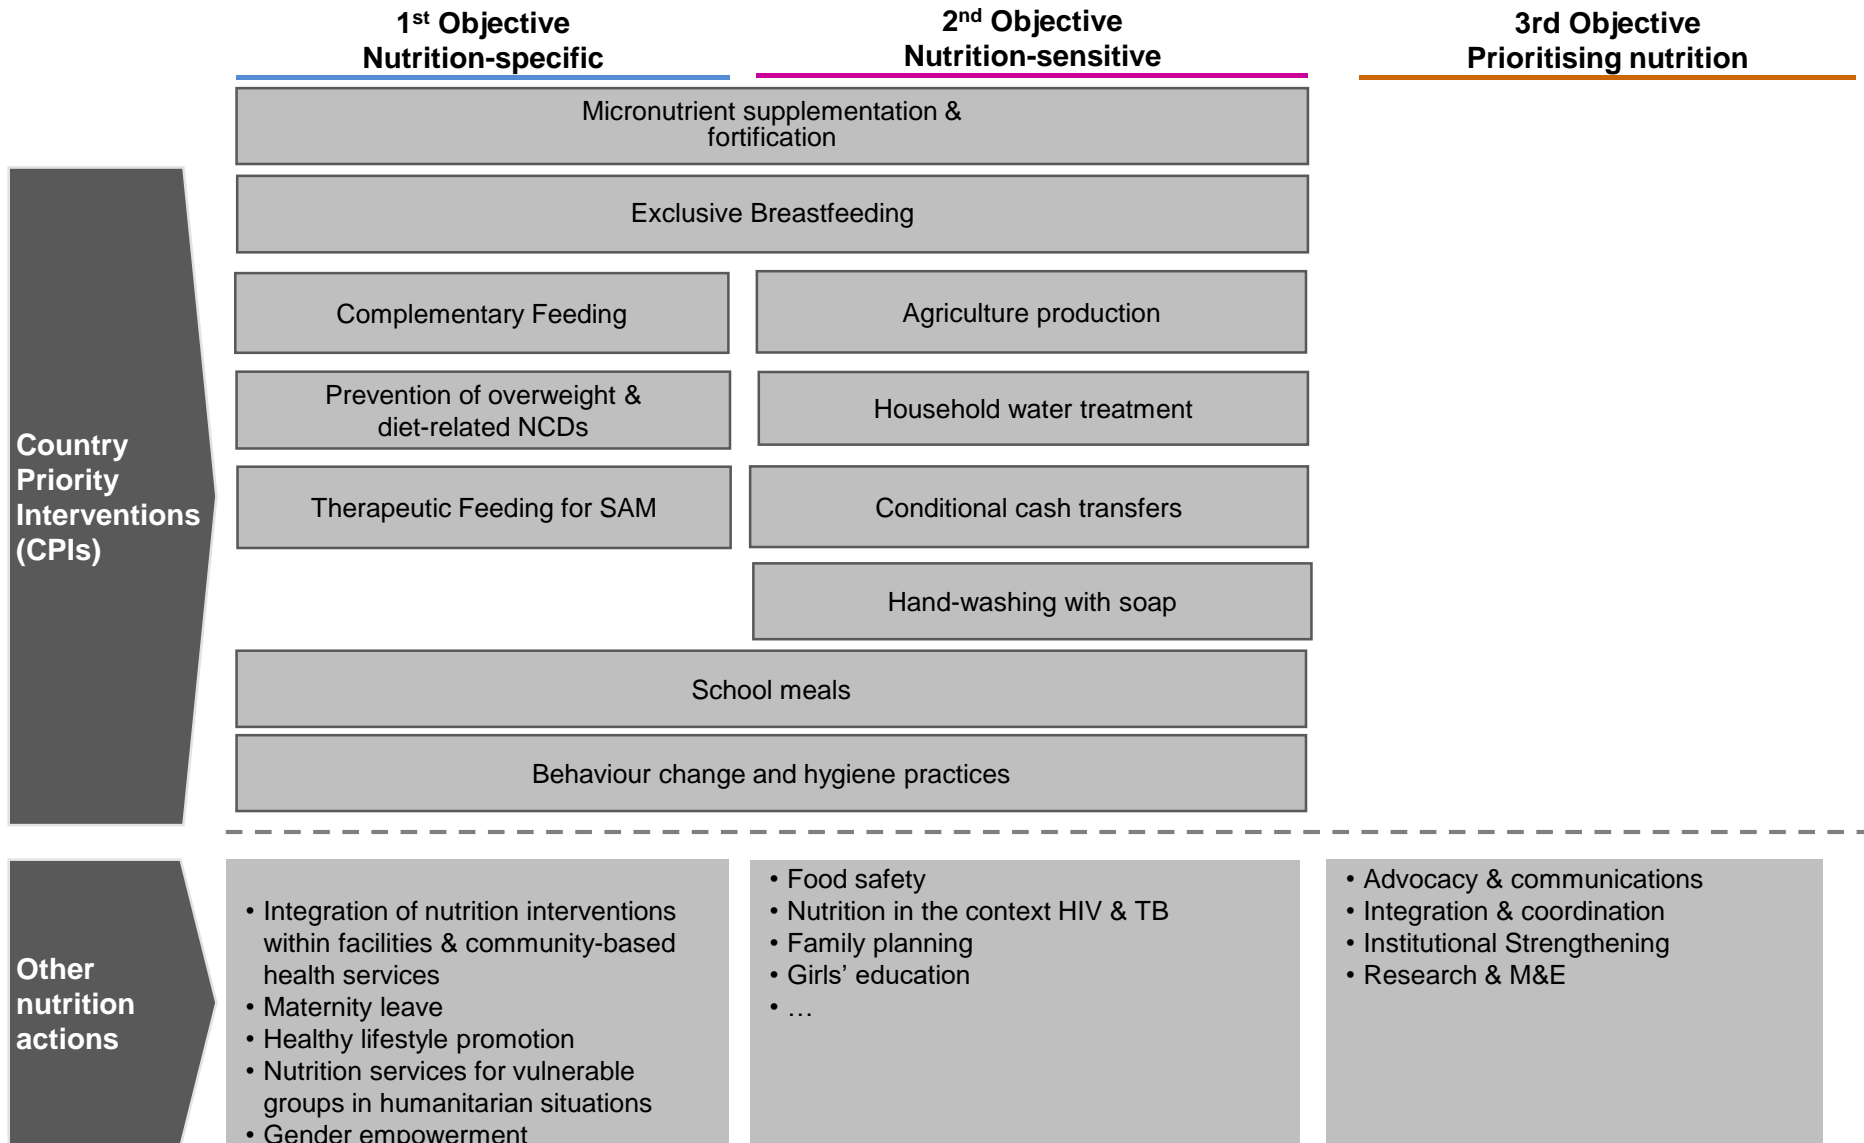 1st Objective
Nutrition-specific
2nd Objective
Nutrition-sensitive
3rd Objective
Prioritising nutrition
Micronutrient supplementation &
fortification
Exclusive Breastfeeding
Complementary Feeding
Agriculture production
Prevention of overweight &
diet-related NCDs
Household water treatment
Therapeutic Feeding for SAM
Conditional cash transfers
Hand-washing with soap
School meals
Behaviour change and hygiene practices
Country
Priority
Interventions
(CPIs)
Other
nutrition
actions
• Integration of nutrition interventions
within facilities & community-based
health services
• Maternity leave
• Healthy lifestyle promotion
• Nutrition services for vulnerable
groups in humanitarian situations
• Gender empowerment
• Food safety
• Nutrition in the context HIV & TB
• Family planning
• Girls’ education
• …
• Advocacy & communications
• Integration & coordination
• Institutional Strengthening
• Research & M&E